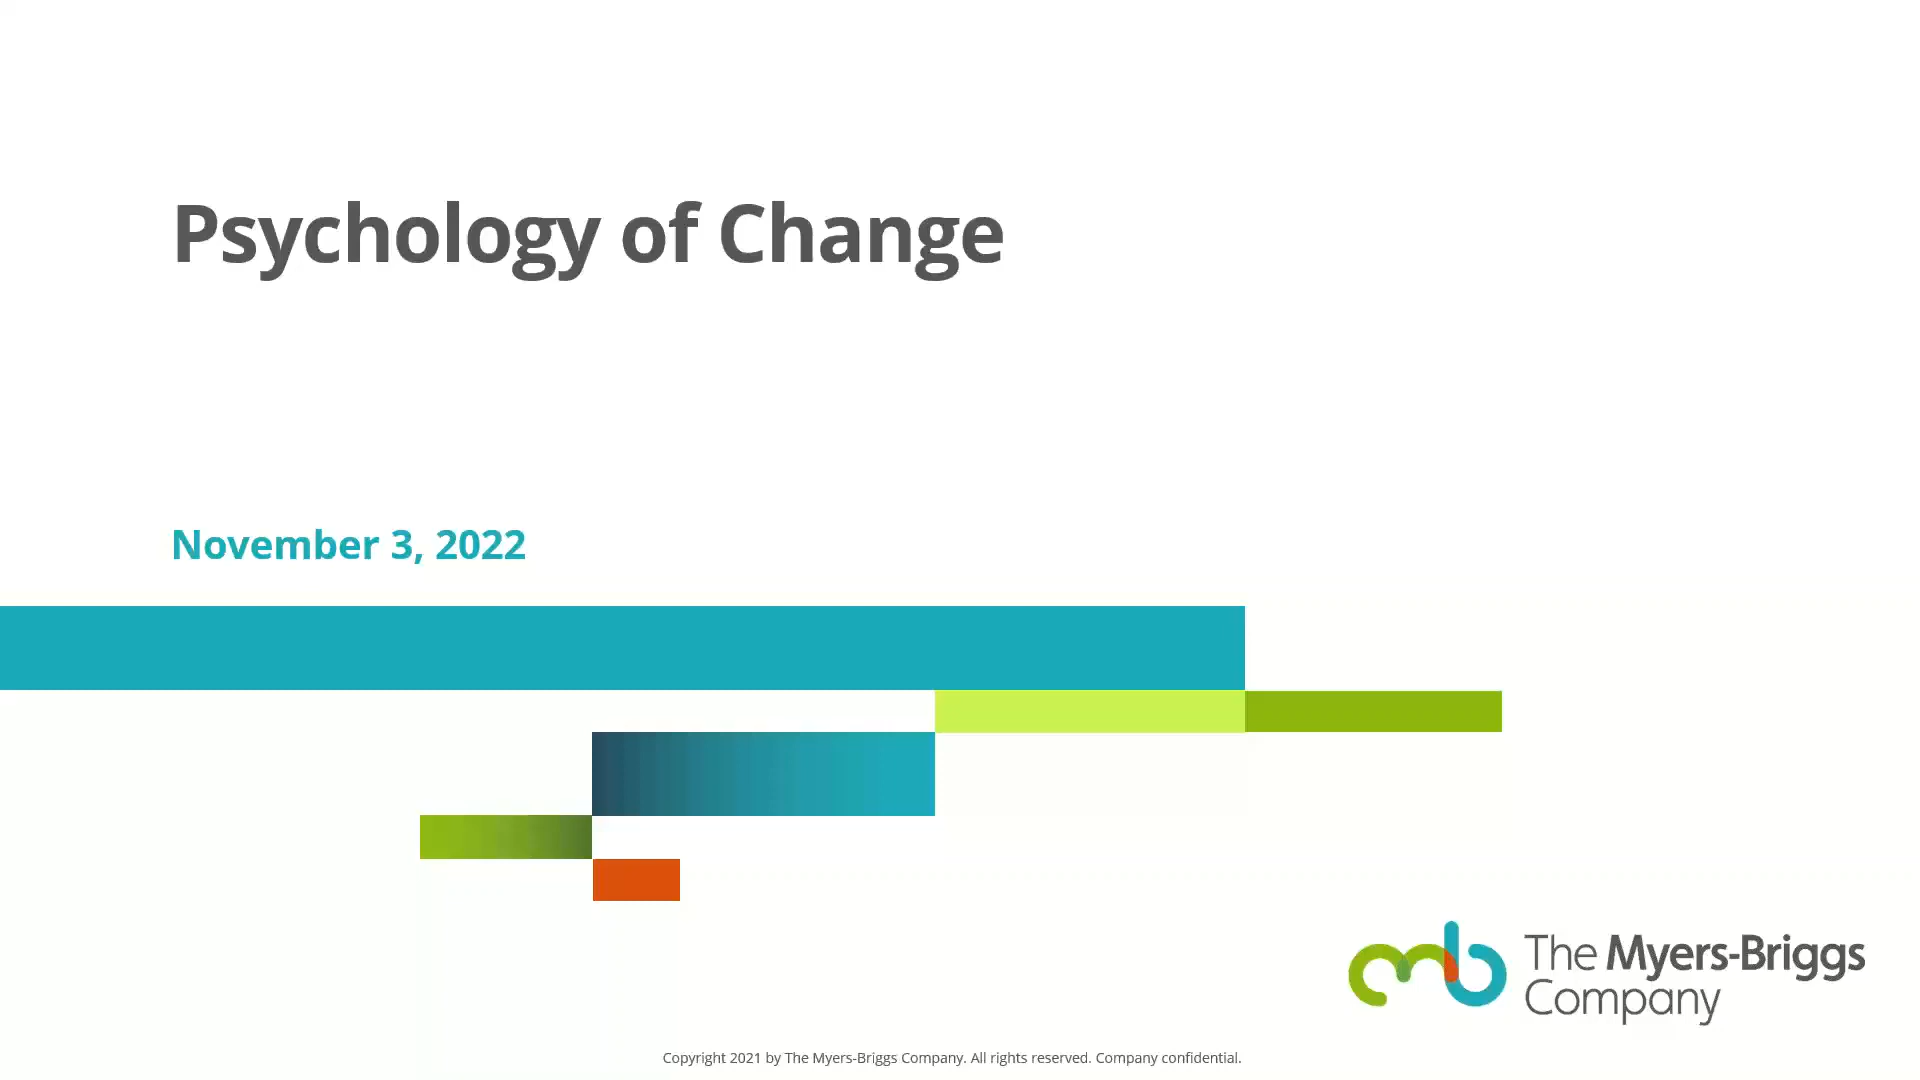 Psychology of Change
November 3, 2022
The Myers-Briggs
Company
Copyright 2021 by The Myers-Briggs Company. All rights reserved. Company confidential.